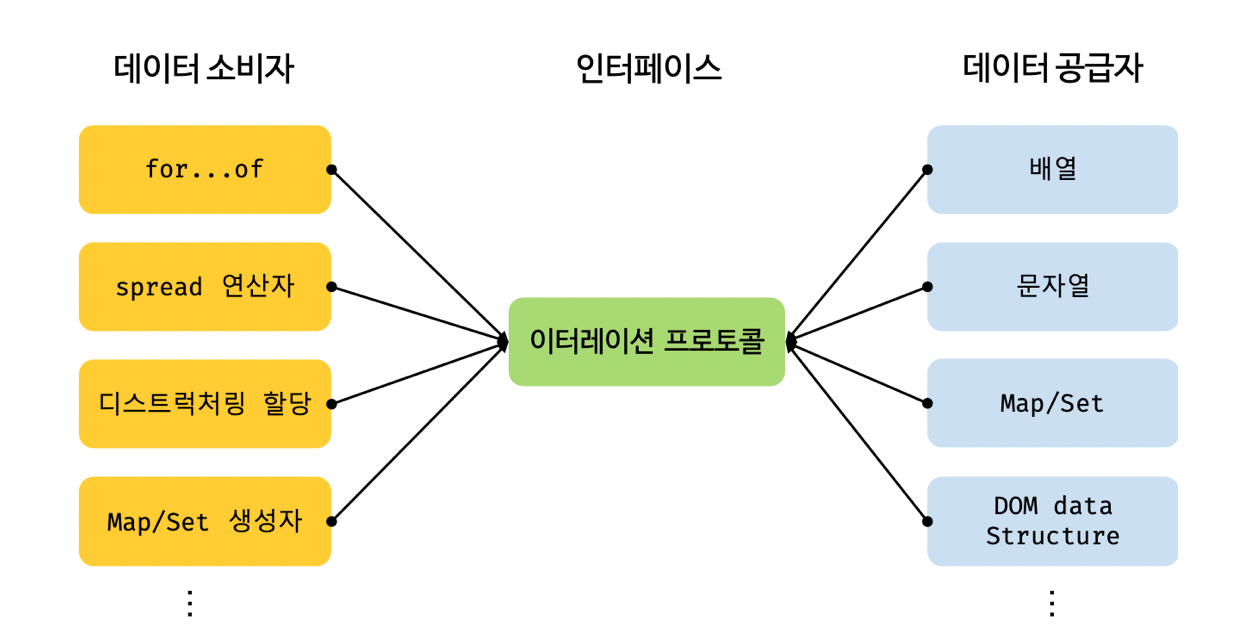 데이터 소비자
인터페이스
데이터 공급자
for...of
spread 연산자
디스트럭처링 할당
Map/Set 생성자
⋮
이터레이션 프로토콜
배열
문자열
Map/Set
DOM data
Structure
⋮